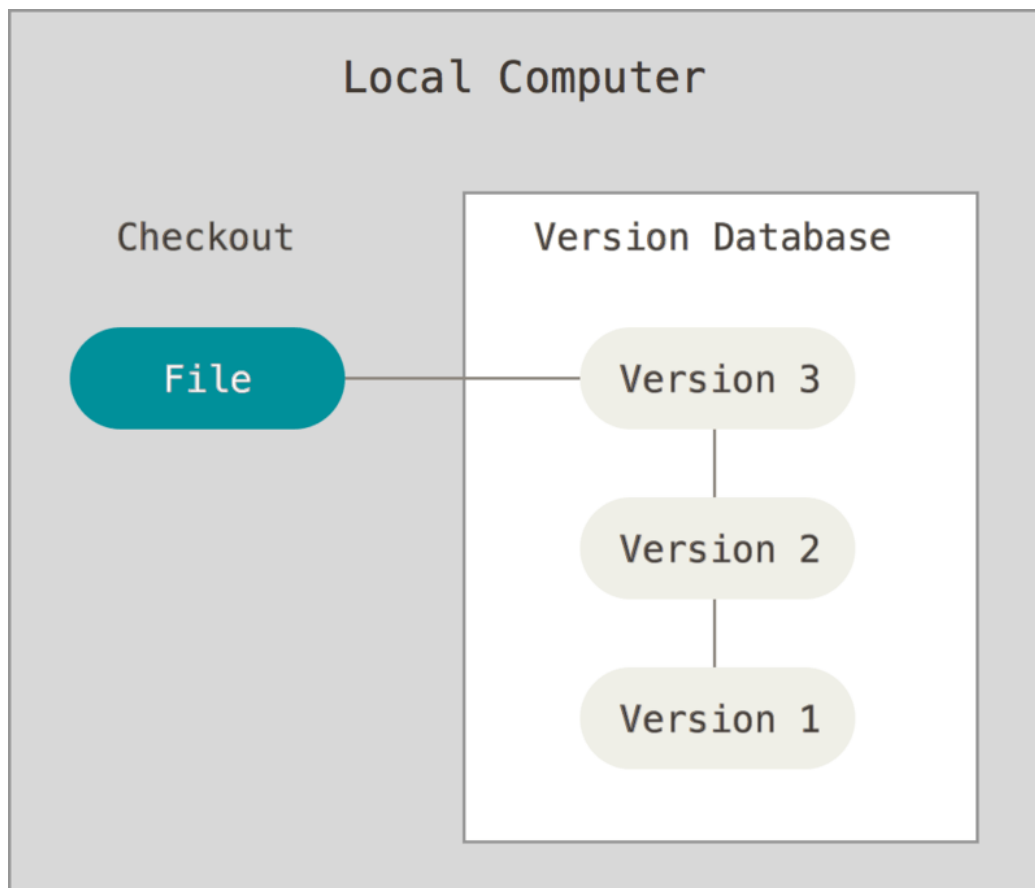 Local Computer
Checkout
Version Database
File
Version 3
Version 2
Version 1